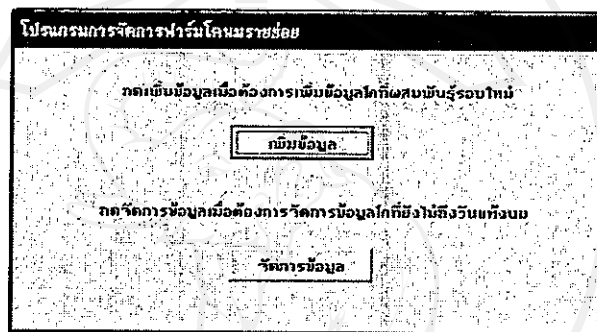 โปรแกรมการจัดการฟาร์มโคนมรายย่อย
กดเพิ่มข้อมูลเมื่อต้องการเพิ่มข้อมูลโคที่ผสมพันธุ์รอบใหม่
เพิ่มข้อมูล
กดจัดการข้อมูลเมื่อต้องการจัดการข้อมูลโคที่ยังไม่ถึงวันแท้งนม
จัดการข้อมูล